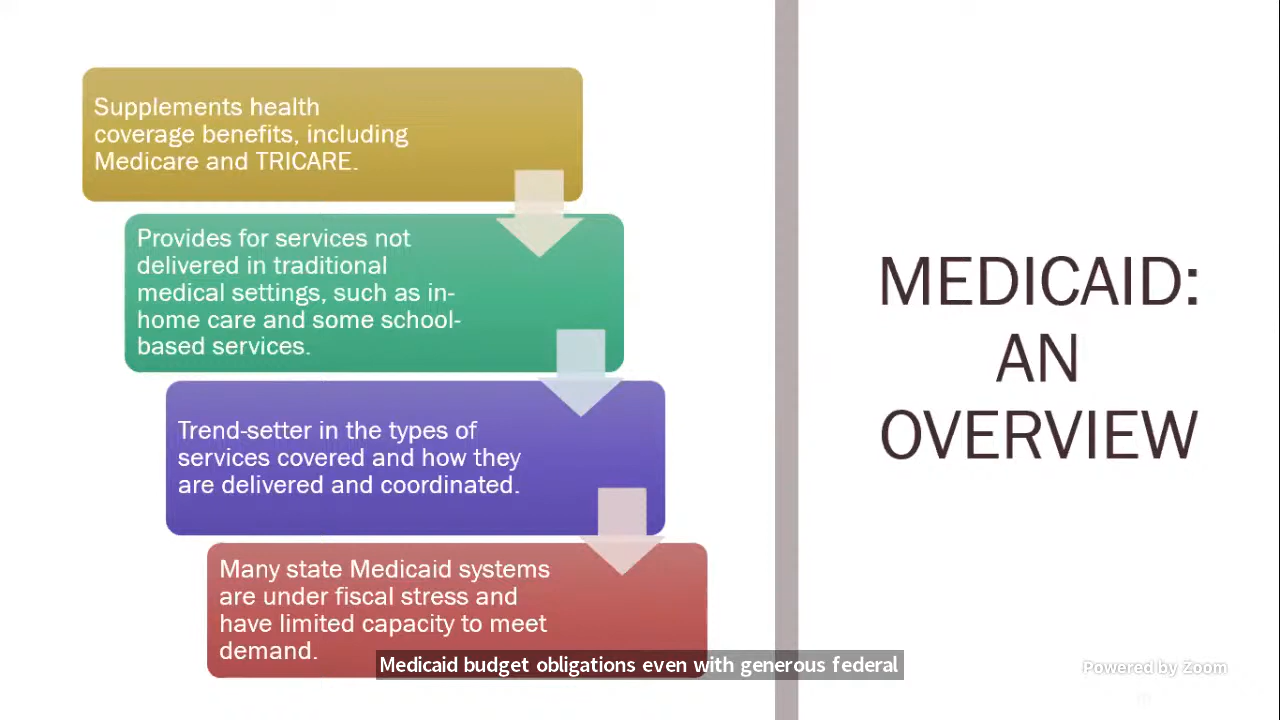 Supplements health
coverage benefits, including
Medicare and TRICARE.
Provides for services not
delivered in traditional
medical settings, such as in-
home care and some school-
based services.
Trend-setter in the types of
services covered and how they
are delivered and coordinated.
Many state Medicaid systems
are under fiscal stress and
have limited capacity to meet
demand.
MEDICAID:
AN
OVERVIEW
Medicaid budget obligations even with generous federal
Powered by Zoom